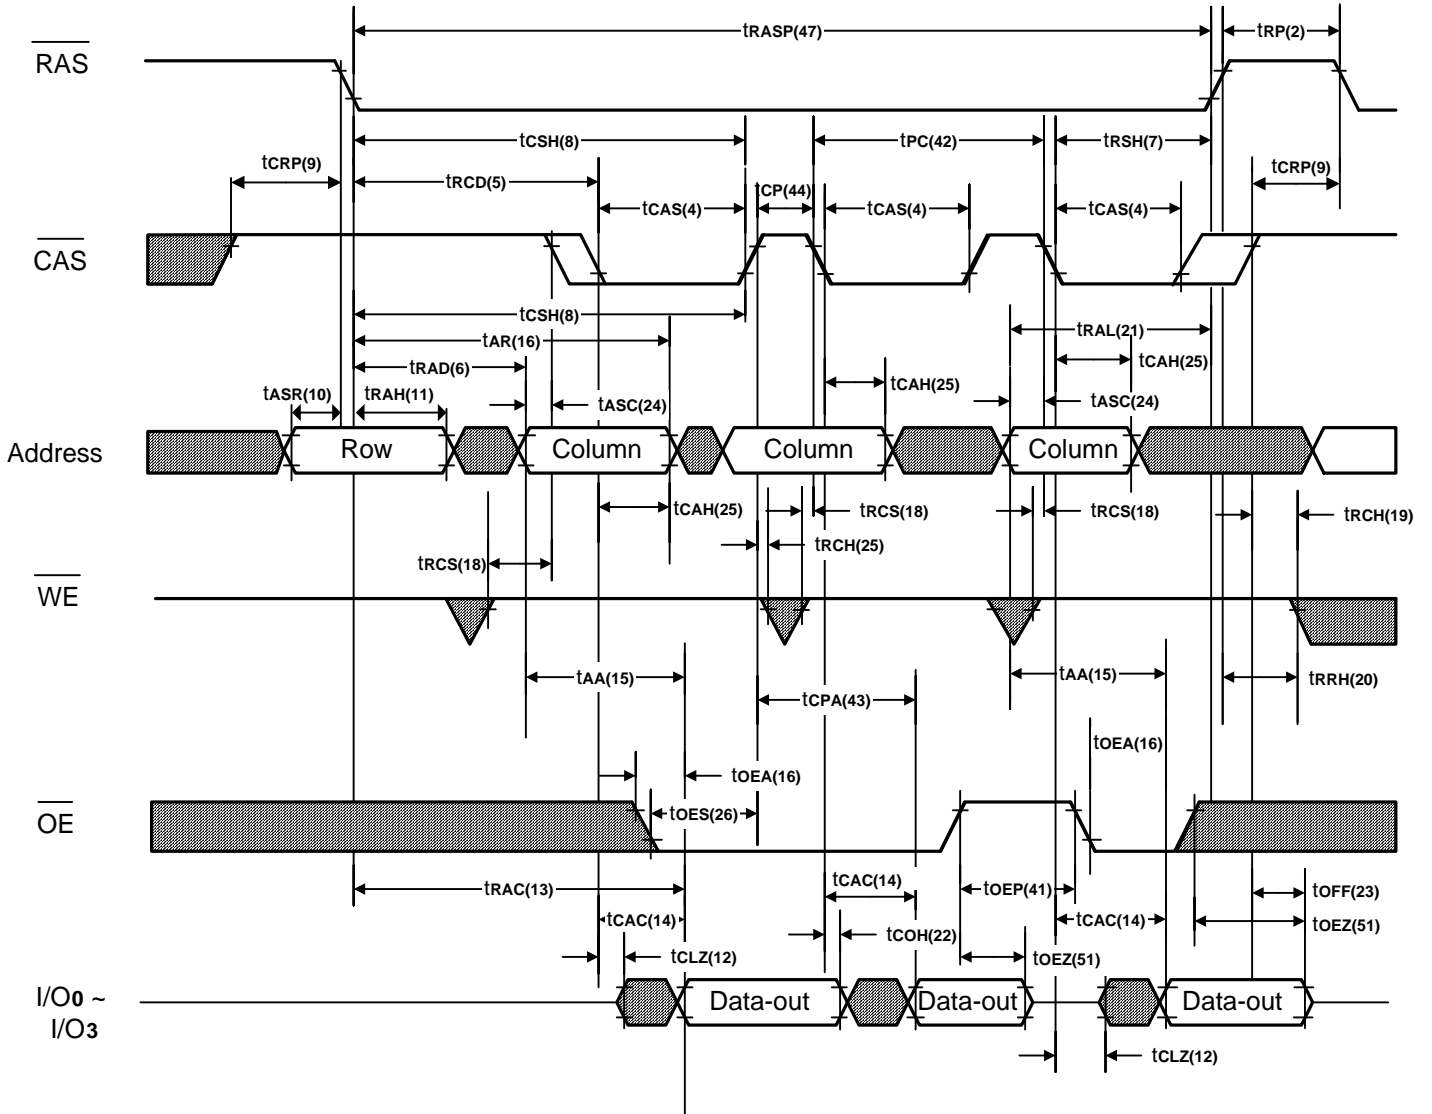 tRASP(47) tRP(2)
RAS
tCSH(8) tPC(42) tRSH(7)
tCRP(9) tRCD(5) tCRP(9)
tCAS(4) tCP(44) tCAS(4) tCAS(4)
CAS
tCSH(8)
tAR(16) tRAL(21)
tRAD(6) tCAH(25) tCAH(25)
tASR(10) tRAH(11) tASC(24) tASC(24)
Address Row Column Column Column
tCAH(25) tRCS(18) tRCS(18) tRCH(19)
tRCS(18) tRCH(25)
WE
tAA(15) tCPA(43) tAA(15) tRRH(20)
tOEA(16) tOEA(16)
OE tOES(26)
tRAC(13) tCAC(14) tOEP(41) tOFF(23)
tCAC(14) tCOH(22) tCAC(14) tOEZ(51)
tCLZ(12) tOEZ(51)
I/O0 ~ Data-out Data-out Data-out
I/O3
tCLZ(12)